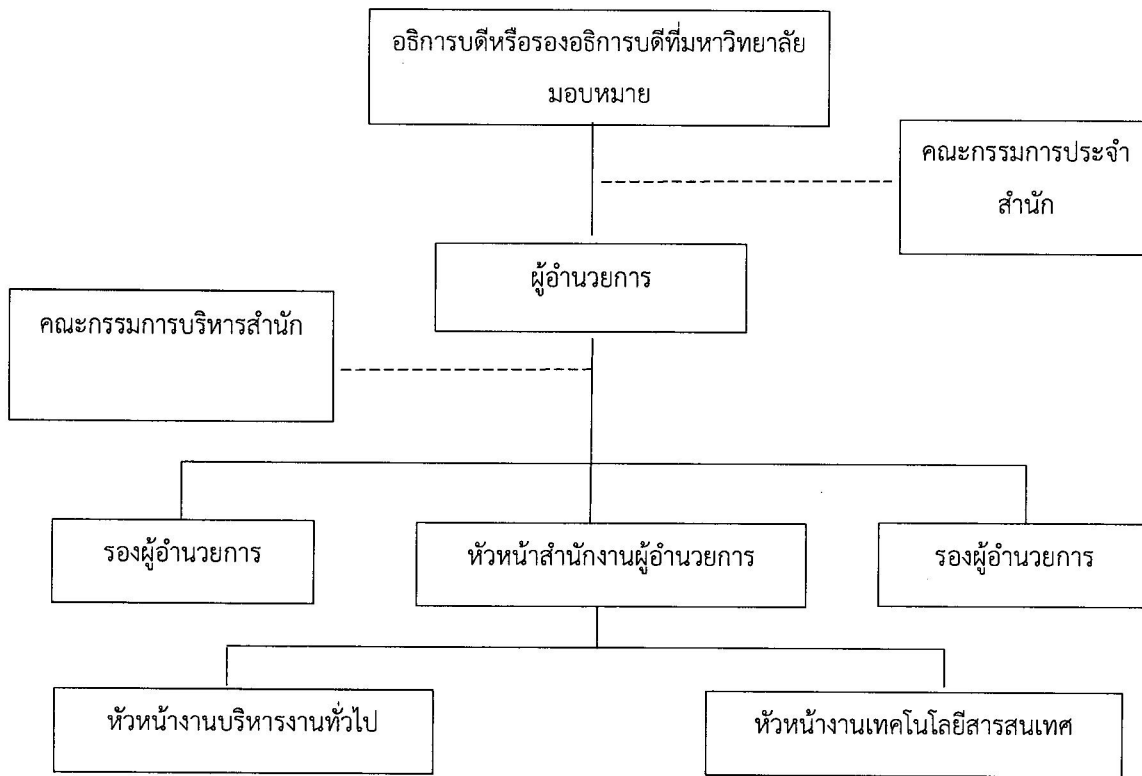 อธิการบดีหรือรองอธิการบดีที่มหาวิทยาลัย
มอบหมาย
คณะกรรมการประจำ
สำนัก
ผู้อำนวยการ
คณะกรรมการบริหารสำนัก
รองผู้อำนวยการ
หัวหน้าสำนักงานผู้อำนวยการ
รองผู้อำนวยการ
หัวหน้างานบริหารงานทั่วไป
หัวหน้างานเทคโนโลยีสารสนเทศ